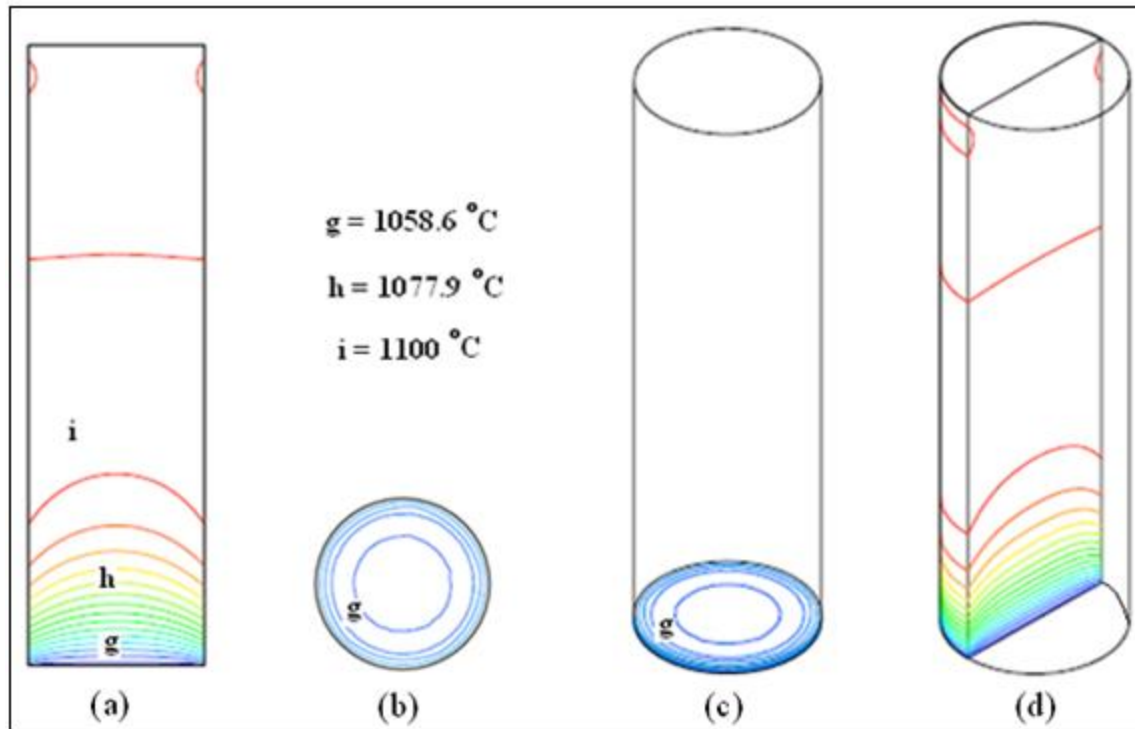 g = 1058.6 °C
h = 1077.9 °C
i = 1100 °C
i
h
g
g
g
(a)
(b)
(c)
(d)